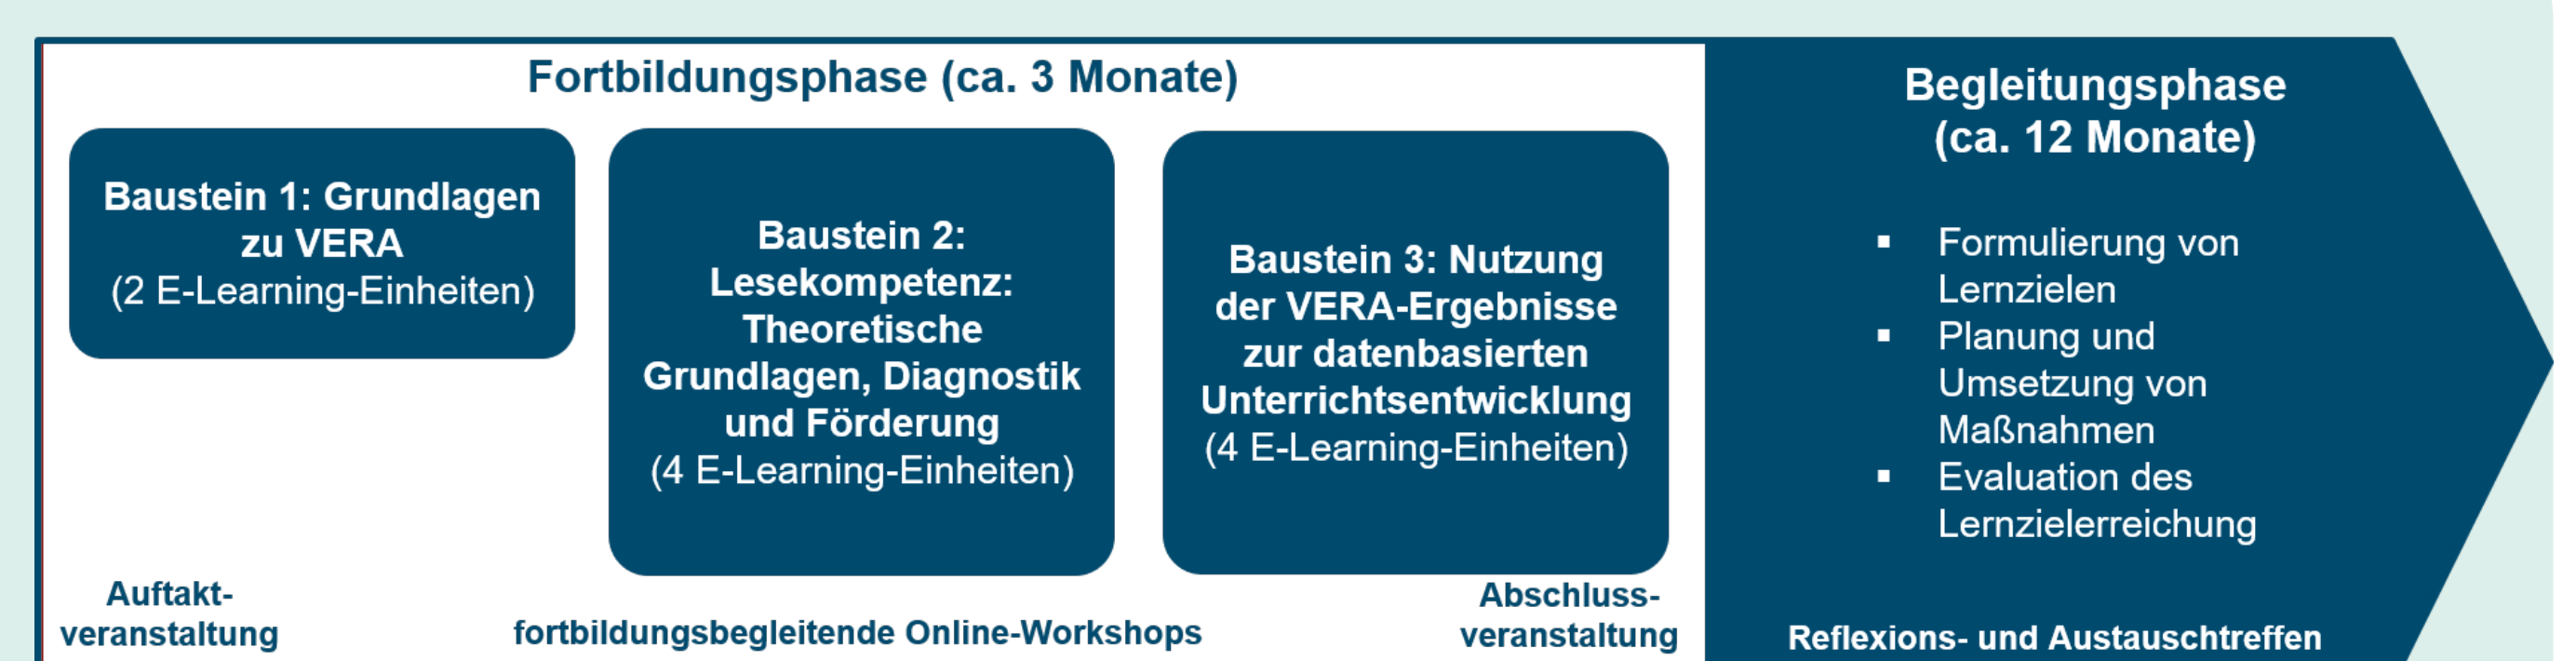 Fortbildungsphase (ca. 3 Monate)
Baustein 1: Grundlagen
zu VERA
(2 E-Learning-Einheiten)
Baustein 2:
Lesekompetenz:
Theoretische
Grundlagen, Diagnostik
und Förderung
(4 E-Learning-Einheiten)
Baustein 3: Nutzung
der VERA-Ergebnisse
zur datenbasierten
Unterrichtsentwicklung
(4 E-Learning-Einheiten)
Auftakt-
veranstaltung
fortbildungsbegleitende Online-Workshops
Abschluss-
veranstaltung
Begleitungsphase
(ca. 12 Monate)
▪ Formulierung von
Lernzielen
▪ Planung und
Umsetzung von
Maßnahmen
▪ Evaluation des
Lernzielerreichung
Reflexions- und Austauschtreffen